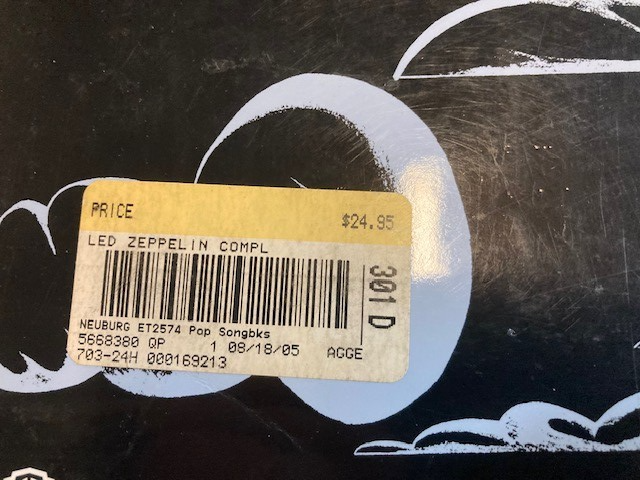 PRICE $24.95
LED ZEPPELIN COMPL
301 D
NEUBURG ET2574 Pop Songbks
5668380 QP 1 08/18/05 AGGE
703-24H 000169213